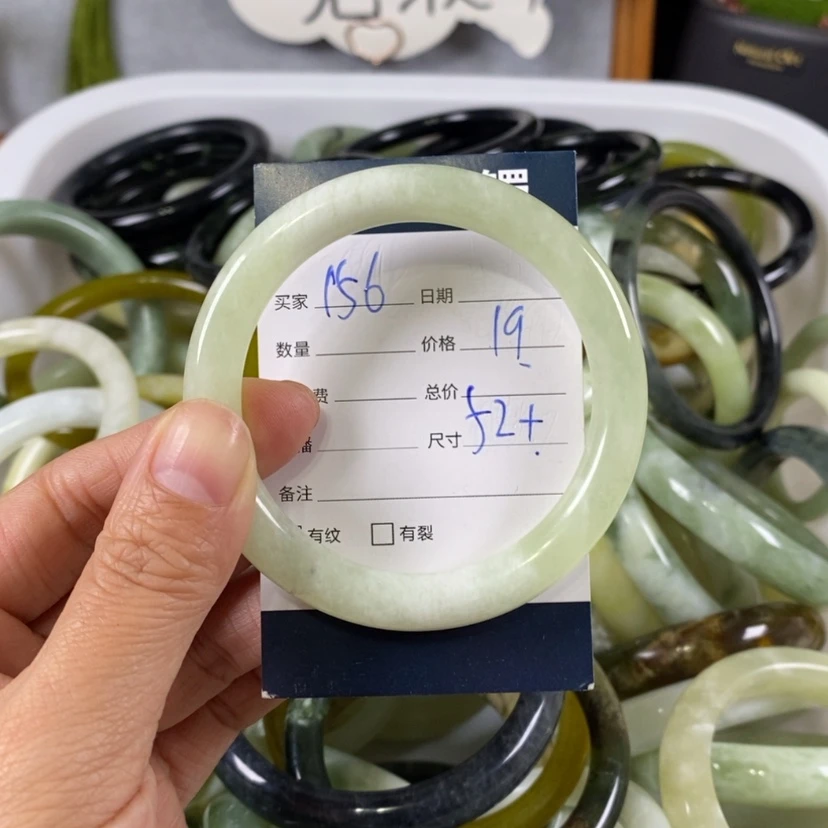 买家 156 日期
数量 价格 19
费 总价
播 尺寸 52+
备注
有纹 有裂